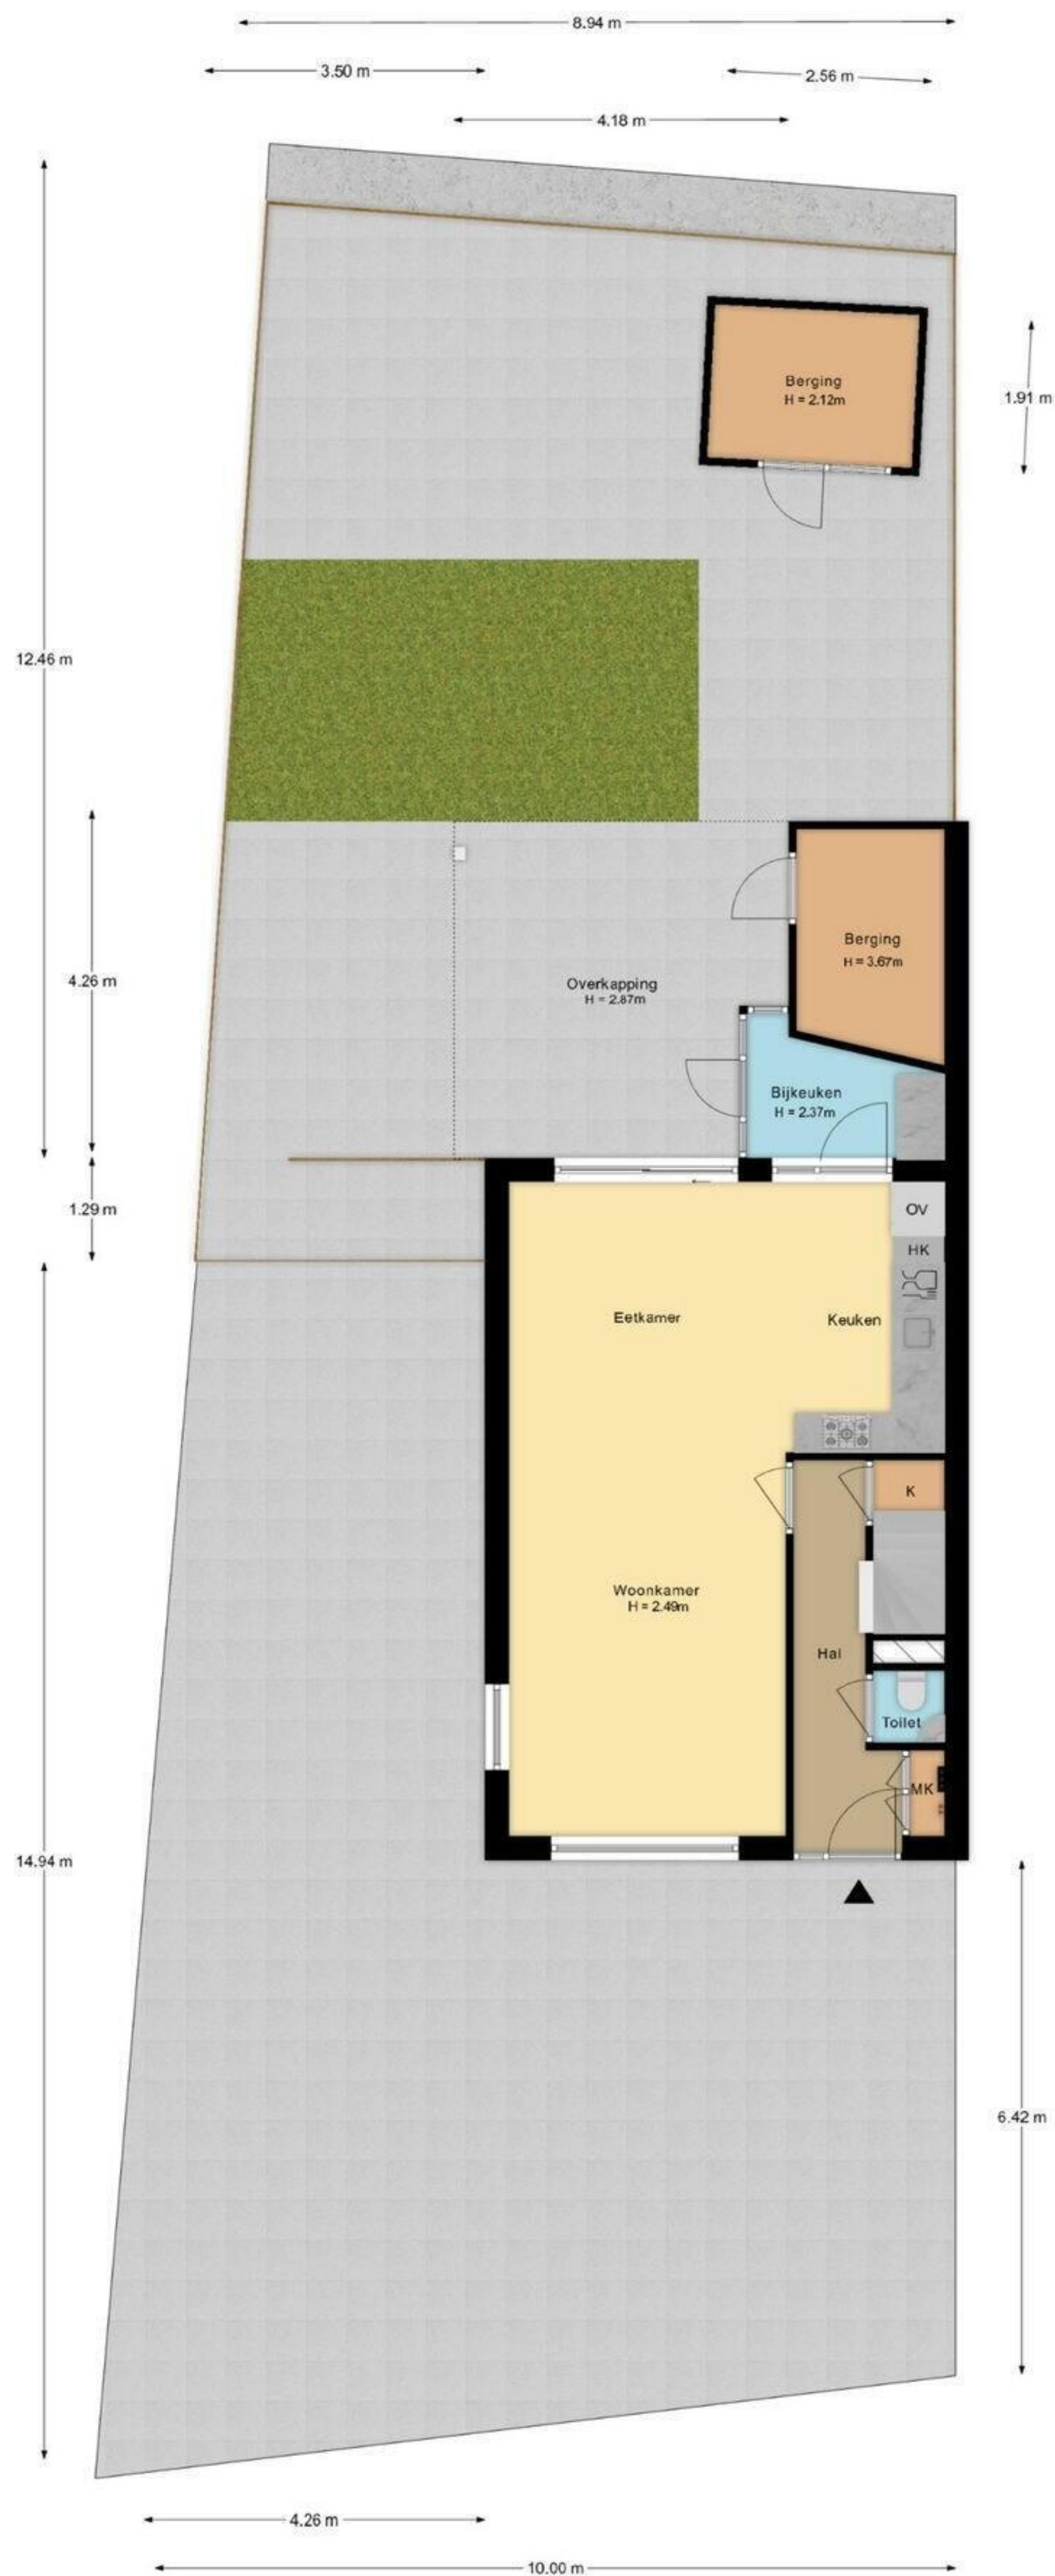 8.94 m
3.50 m
2.56 m
4.18 m
Berging
H = 2.12m
1.91 m
12.46 m
Berging
H = 3.67m
4.26 m
Overkapping
H = 2.87m
Bijkeuken
H = 2.37m
1.29 m
OV
HK
Eetkamer
Keuken
K
Woonkamer
H = 2.49m
Hal
Toilet
MK
14.94 m
6.42 m
4.26 m
10.00 m